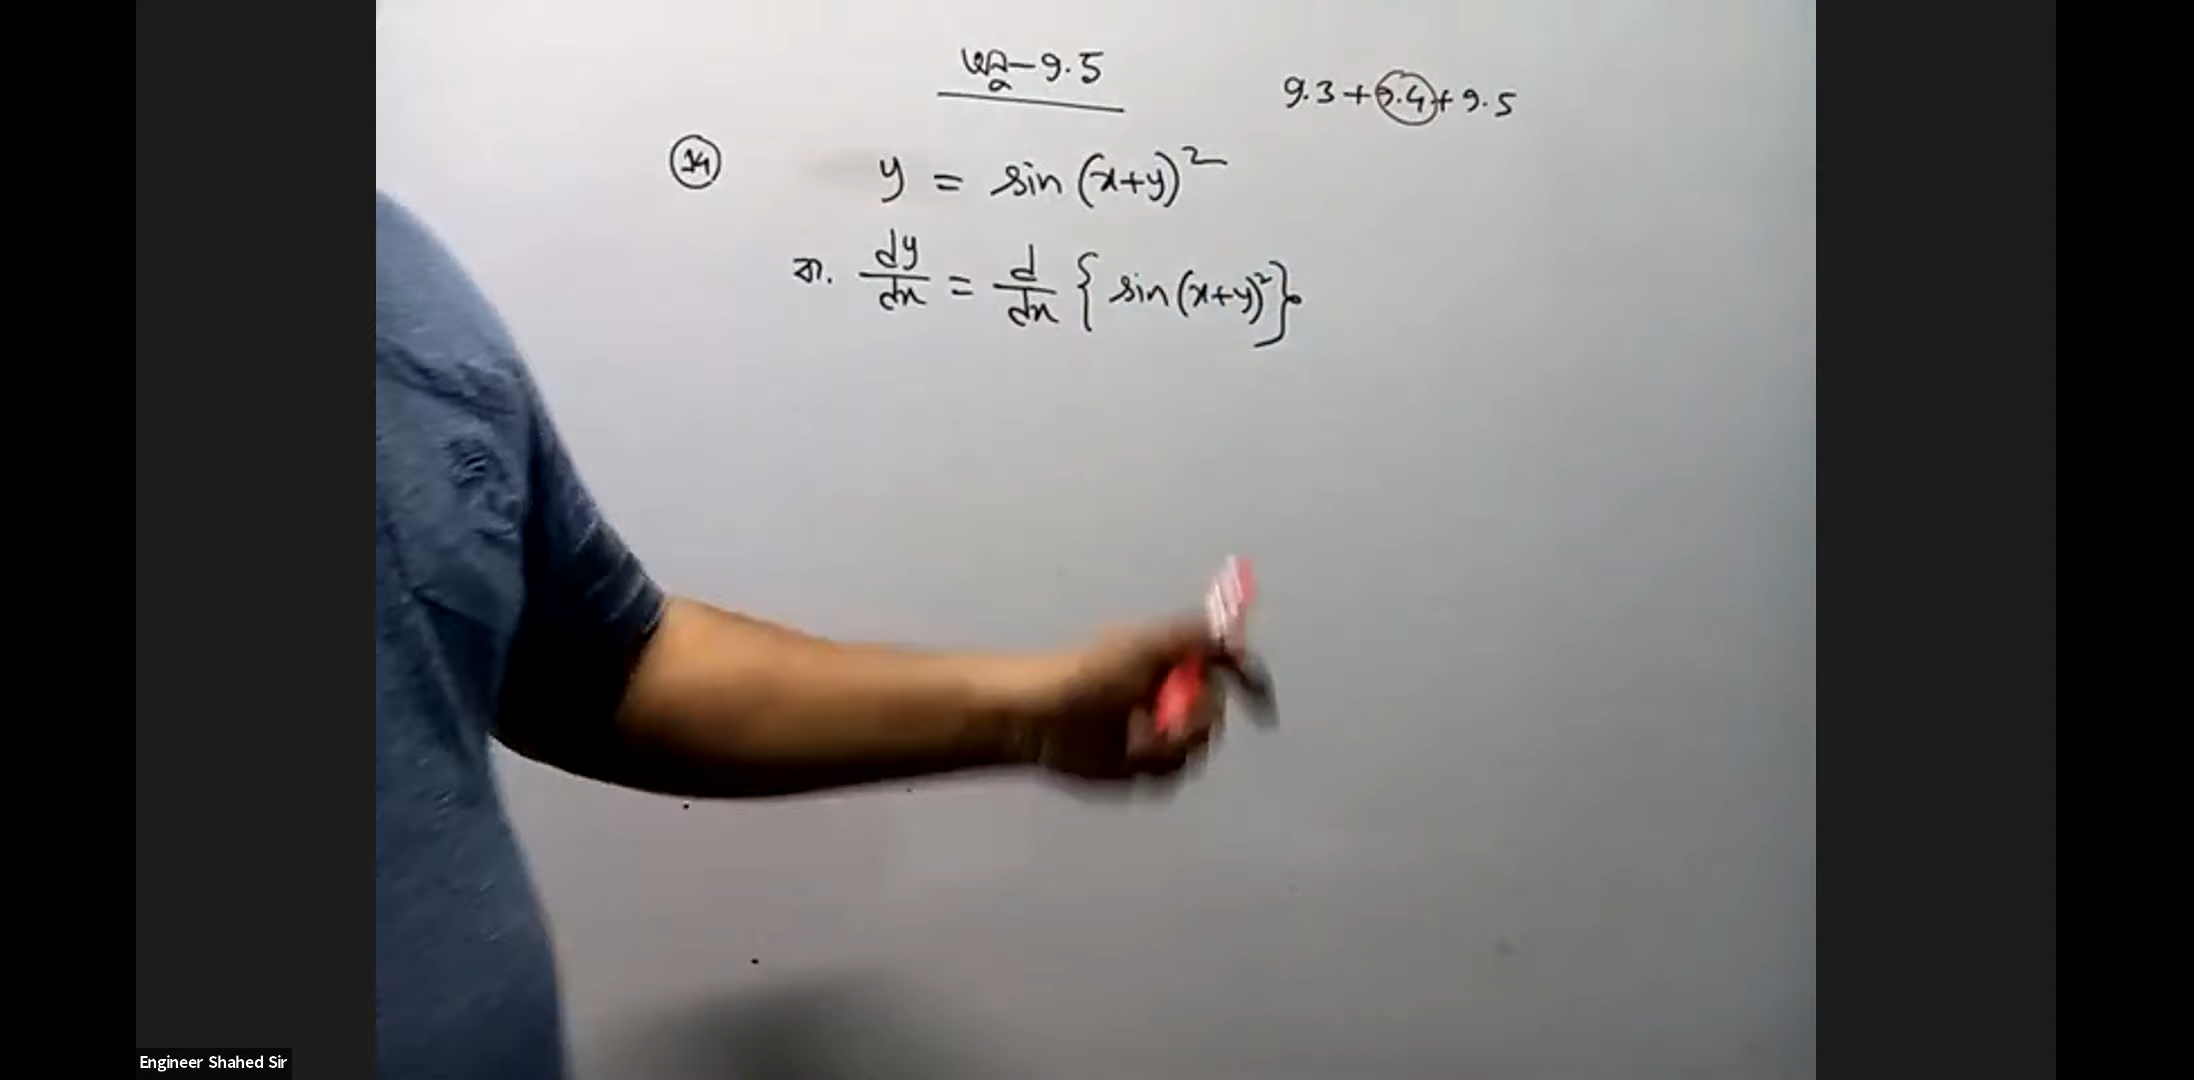 অনু - 9.5
9.3 + 9.4 + 9.5
14
y = sin (x+y)²
বা. dy/dx = d/dx { sin (x+y)² }
Engineer Shahed Sir